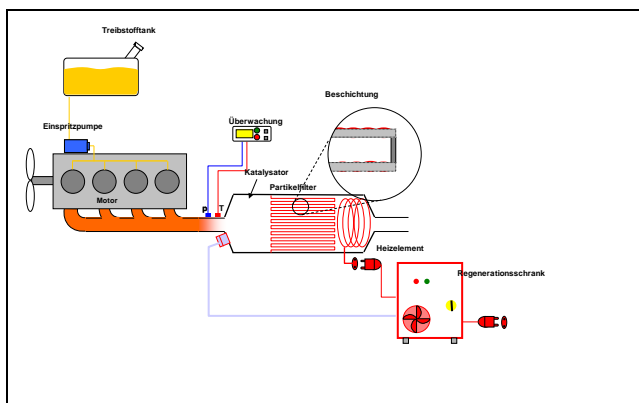 Treibstofftank
Beschichtung
Einspritzpumpe
Überwachung
Katalysator
Partikelfilter
Motor
P
T
Heizelement
Regenerationsschrank